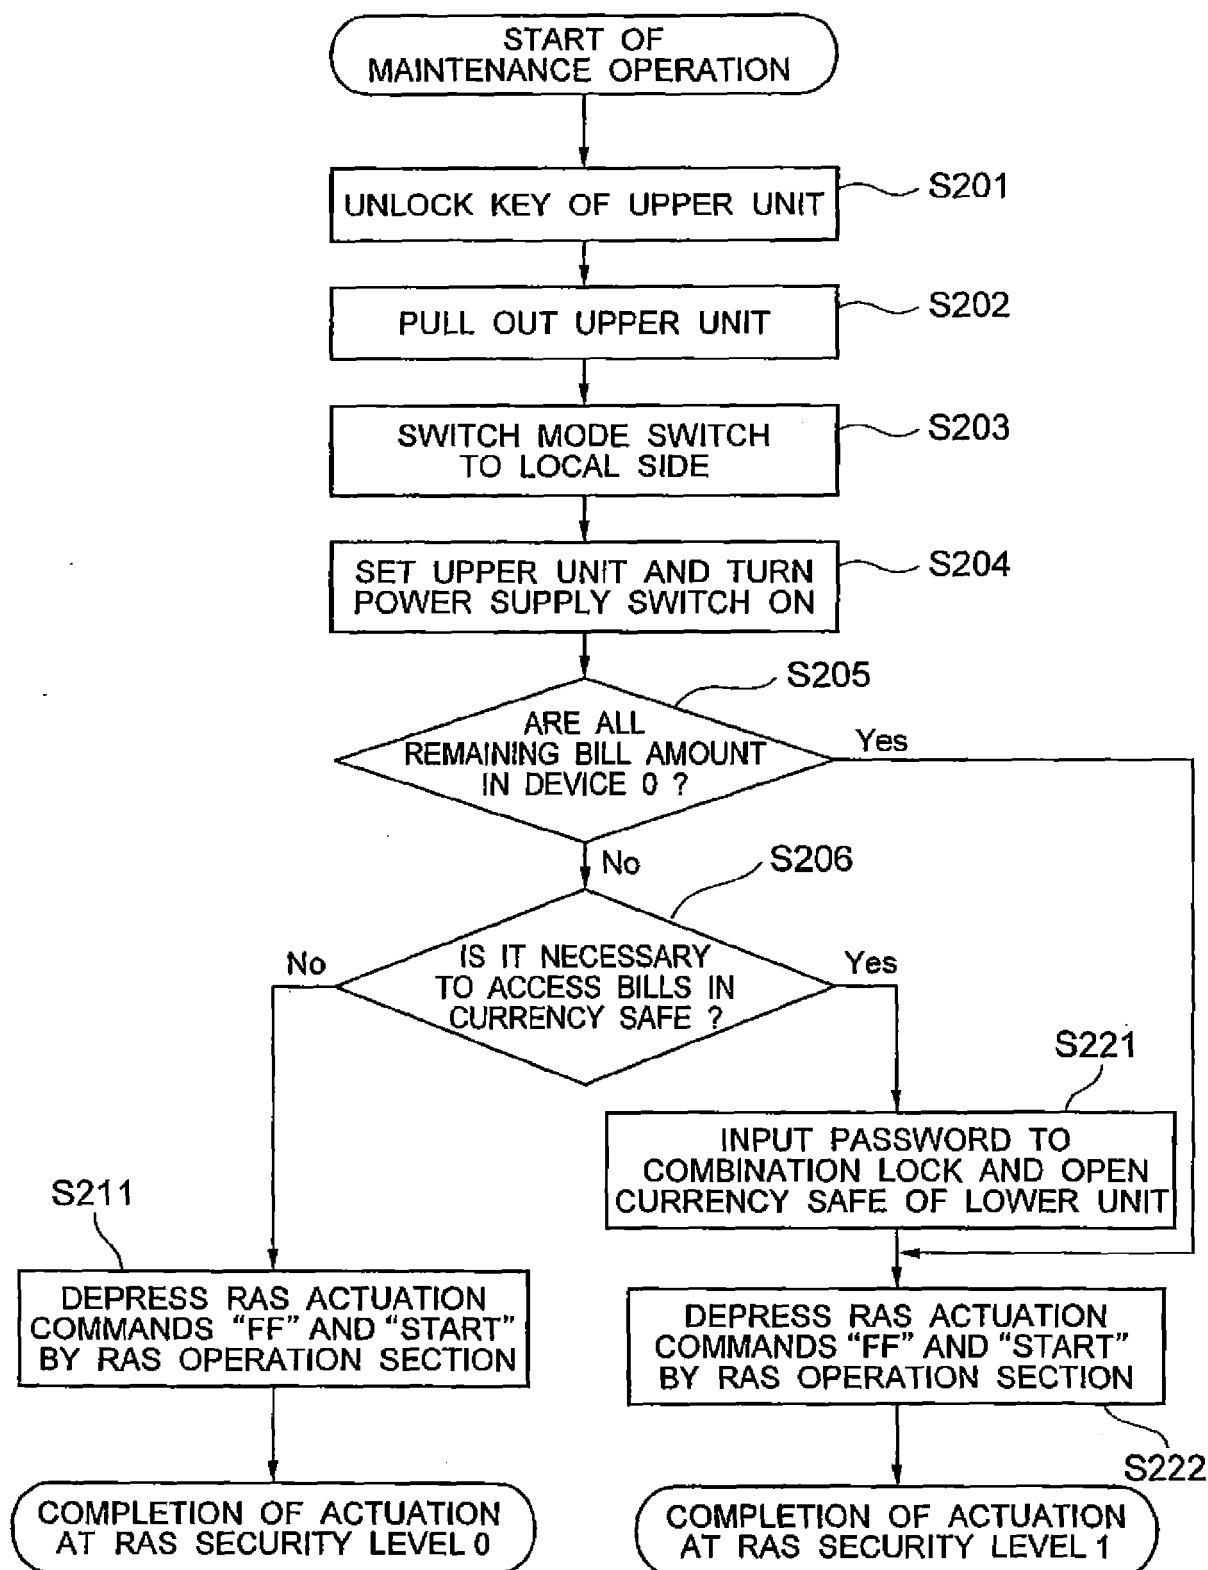 START OF
MAINTENANCE OPERATION
UNLOCK KEY OF UPPER UNIT
S201
PULL OUT UPPER UNIT
S202
SWITCH MODE SWITCH
TO LOCAL SIDE
S203
SET UPPER UNIT AND TURN
POWER SUPPLY SWITCH ON
S204
S205
ARE ALL
REMAINING BILL AMOUNT
IN DEVICE 0 ?
Yes
No
S206
IS IT NECESSARY
TO ACCESS BILLS IN
CURRENCY SAFE ?
No
Yes
S221
INPUT PASSWORD TO
COMBINATION LOCK AND OPEN
CURRENCY SAFE OF LOWER UNIT
S211
DEPRESS RAS ACTUATION
COMMANDS “FF” AND “START”
BY RAS OPERATION SECTION
DEPRESS RAS ACTUATION
COMMANDS “FF” AND “START”
BY RAS OPERATION SECTION
S222
COMPLETION OF ACTUATION
AT RAS SECURITY LEVEL 0
COMPLETION OF ACTUATION
AT RAS SECURITY LEVEL 1